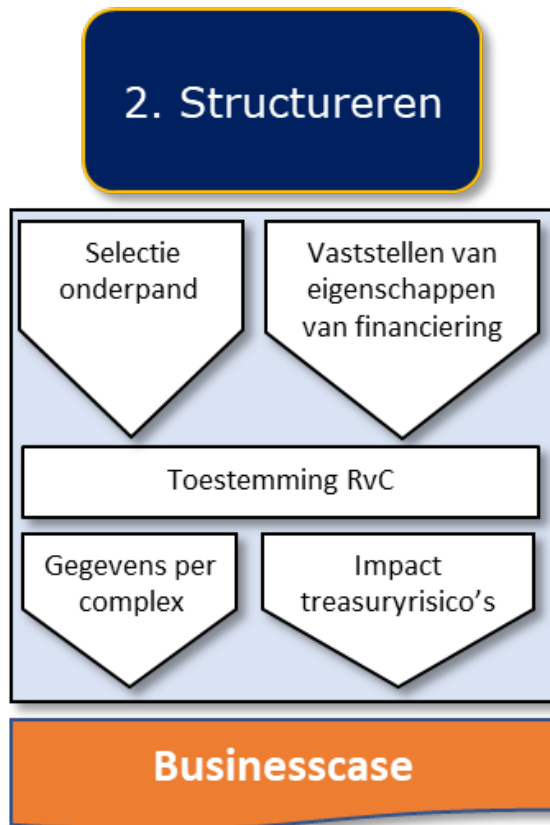 2. Structureren
Selectie
onderpand
Vaststellen van
eigenschappen
van financiering
Toestemming RvC
Gegevens per
complex
Impact
treasuryrisico's
Businesscase